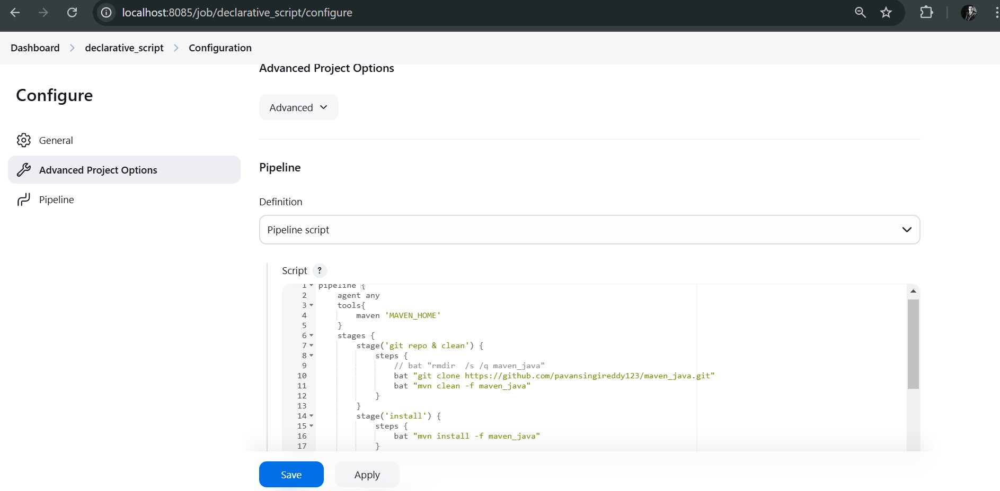 localhost:8085/job/declarative_script/configure
Dashboard > declarative_script > Configuration
Advanced Project Options
Configure
Advanced
General
Advanced Project Options
Pipeline
Pipeline
Definition
Pipeline script
Script ?
1 pipeline {
2     agent any
3     tools{
4         maven 'MAVEN_HOME'
5     }
6     stages {
7         stage('git repo & clean') {
8             steps {
9                 // bat "rmdir  /s /q maven_java"
10                 bat "git clone https://github.com/pavansingireddy123/maven_java.git"
11                 bat "mvn clean -f maven_java"
12             }
13         }
14         stage('install') {
15             steps {
16                 bat "mvn install -f maven_java"
17             }
Save
Apply